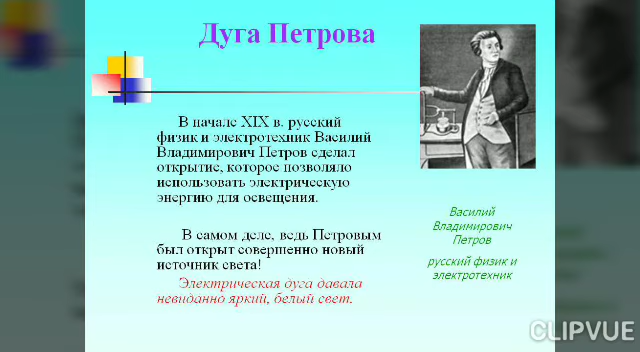 Дуга Петрова
В начале XIX в. русский
физик и электротехник Василий
Владимирович Петров сделал
открытие, которое позволяло
использовать электрическую
энергию для освещения.
В самом деле, ведь Петровым
был открыт совершенно новый
источник света!
Электрическая дуга давала
невиданно яркий, белый свет.
Василий
Владимирович
Петров
русский физик и
электротехник
CLIPVUE